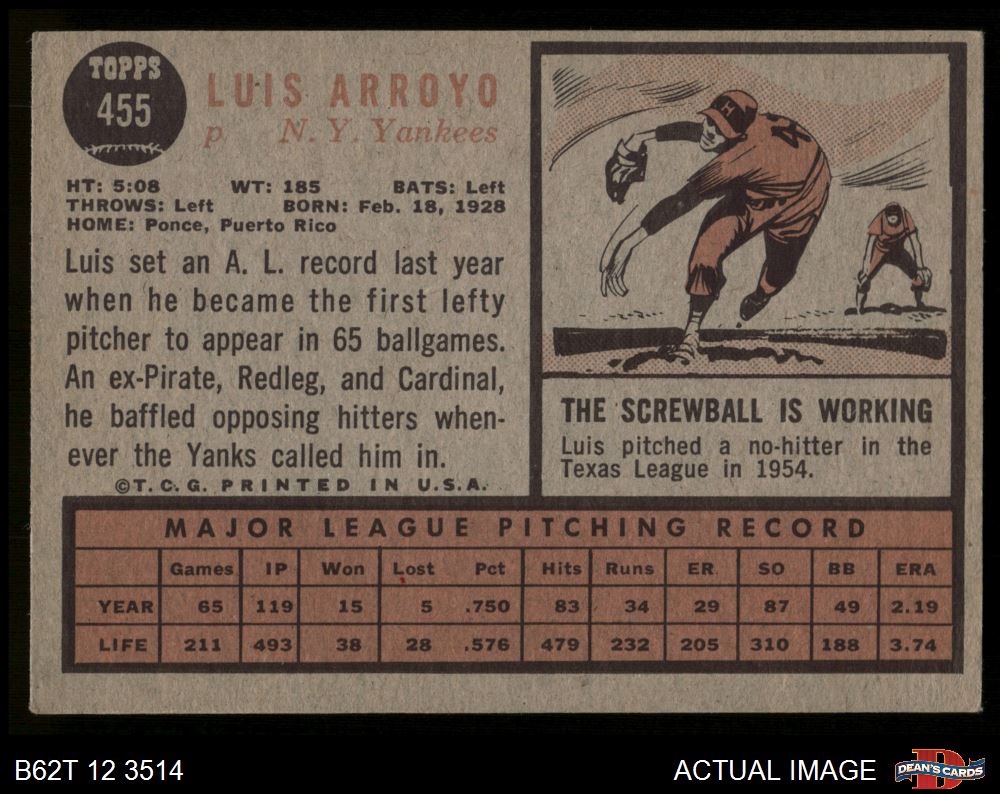 TOPPS
455
LUIS ARROYO
p N. Y. Yankees
HT: 5:08 WT: 185 BATS: Left
THROWS: Left BORN: Feb. 18, 1928
HOME: Ponce, Puerto Rico
Luis set an A. L. record last year
when he became the first lefty
pitcher to appear in 65 ballgames.
An ex-Pirate, Redleg, and Cardinal,
he baffled opposing hitters when-
ever the Yanks called him in.
©T. C. G. PRINTED IN U.S.A.
H
4
THE SCREWBALL IS WORKING
Luis pitched a no-hitter in the
Texas League in 1954.
MAJOR LEAGUE PITCHING RECORD
Games IP Won Lost Pct Hits Runs ER SO BB ERA
YEAR 65 119 15 5 .750 83 34 29 87 49 2.19
LIFE 211 493 38 28 .576 479 232 205 310 188 3.74
B62T 12 3514
ACTUAL IMAGE
DEAN'S CARDS